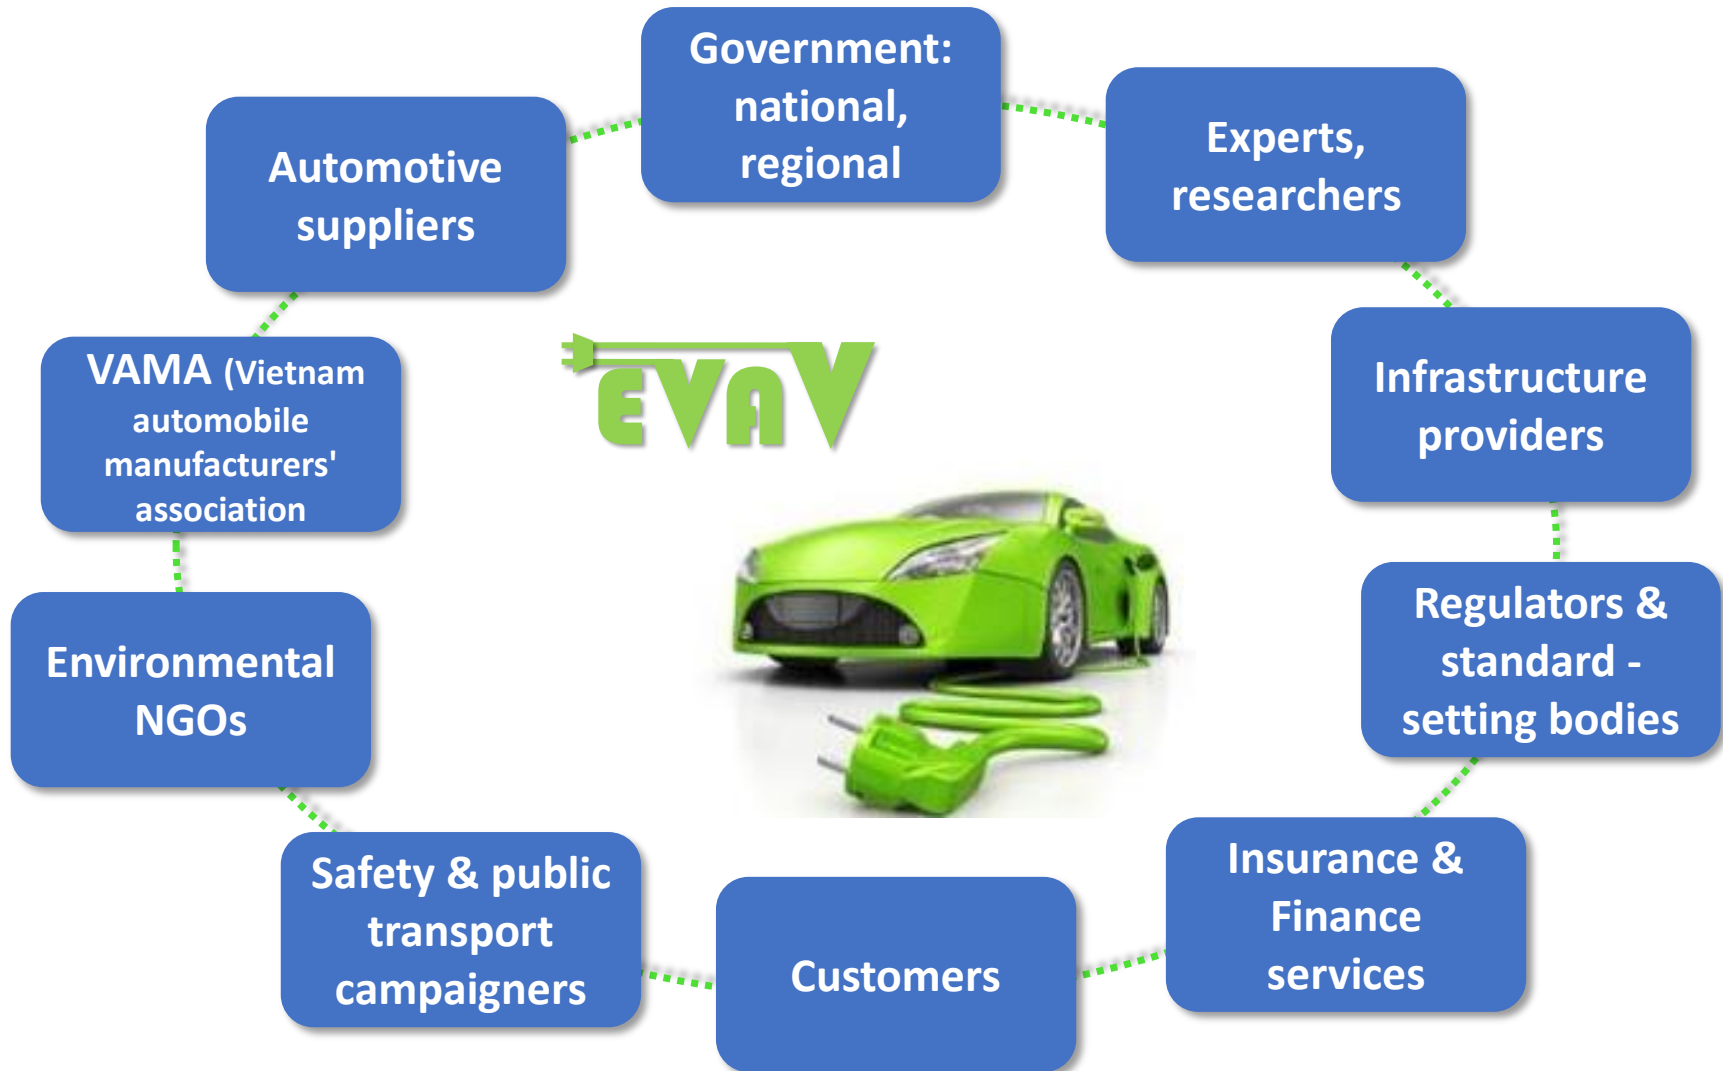 Government:
national,
regional
Experts,
researchers
Infrastructure
providers
Regulators &
standard -
setting bodies
Insurance &
Finance
services
Customers
Safety & public
transport
campaigners
Environmental
NGOs
VAMA (Vietnam
automobile
manufacturers'
association
Automotive
suppliers
EVAV